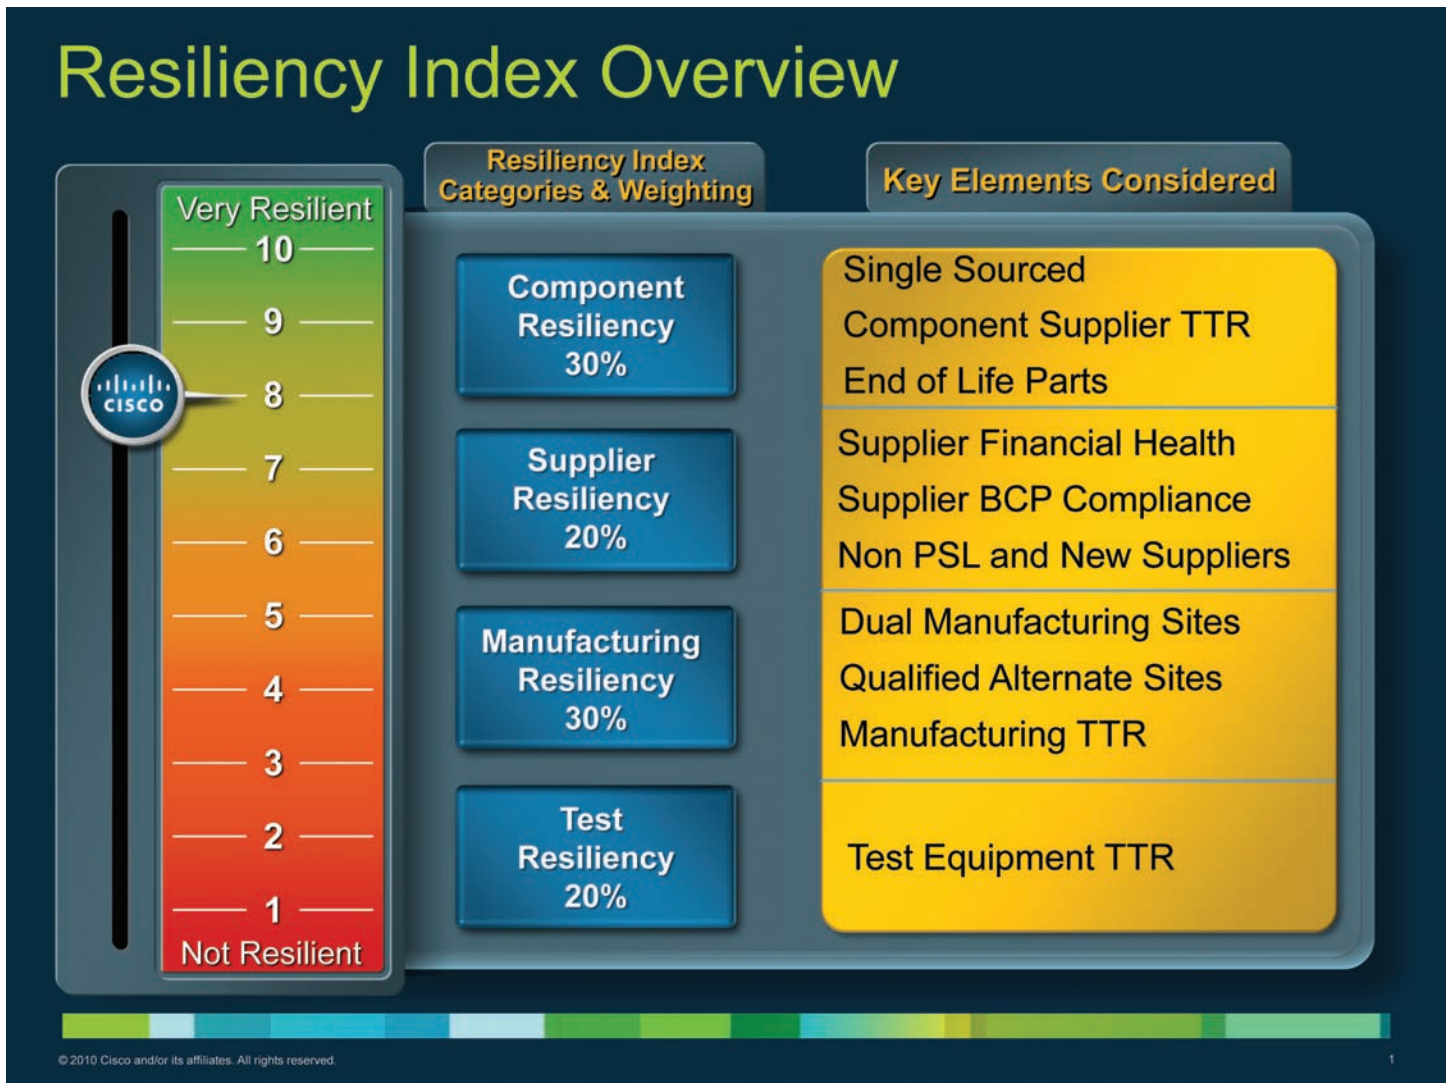 Resiliency Index Overview
Very Resilient
10
9
8
7
6
5
4
3
2
1
Not Resilient
CISCO
Resiliency Index
Categories & Weighting
Component
Resiliency
30%
Supplier
Resiliency
20%
Manufacturing
Resiliency
30%
Test
Resiliency
20%
Key Elements Considered
Single Sourced
Component Supplier TTR
End of Life Parts
Supplier Financial Health
Supplier BCP Compliance
Non PSL and New Suppliers
Dual Manufacturing Sites
Qualified Alternate Sites
Manufacturing TTR
Test Equipment TTR
© 2010 Cisco and/or its affiliates. All rights reserved.
1